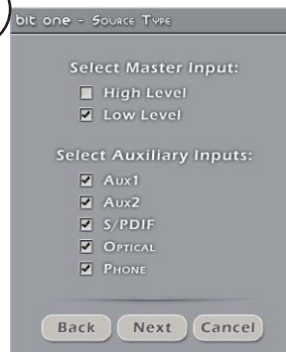 bit one - Source Type
Select Master Input:
High Level
Low Level
Select Auxiliary Inputs:
Aux1
Aux2
S/PDIF
Optical
Phone
Back Next Cancel